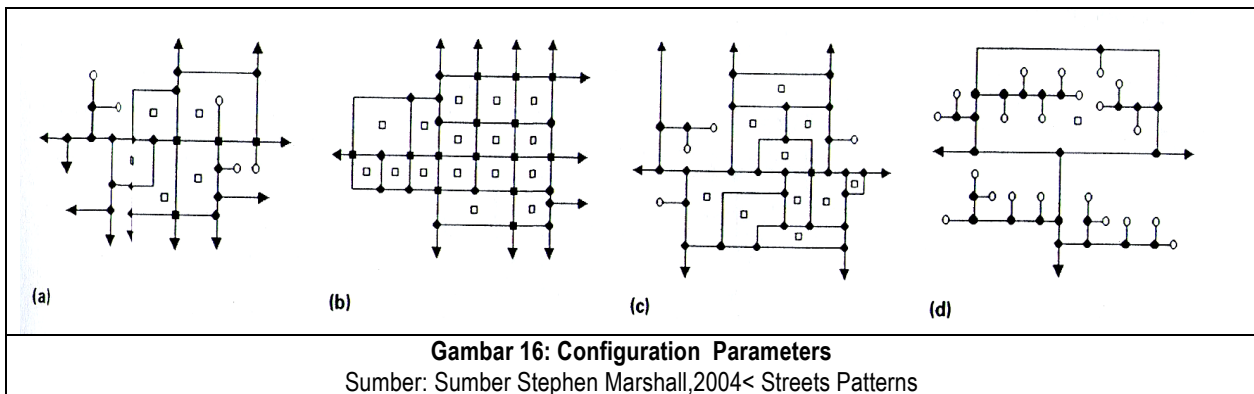 (a)
(b)
(c)
(d)
Gambar 16: Configuration Parameters
Sumber: Sumber Stephen Marshall,2004< Streets Patterns